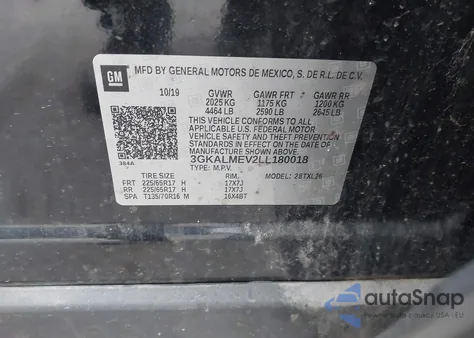 GM
MFD BY GENERAL MOTORS DE MEXICO, S. DE R.L. DE C.V.
10/19 GVWR GAWR FRT GAWR RR
2025 KG 1175 KG 1200 KG
4464 LB 2590 LB 2645 LB
THIS VEHICLE CONFORMS TO ALL
APPLICABLE U.S. FEDERAL MOTOR
VEHICLE SAFETY AND THEFT PREVENTION
STANDARDS IN EFFECT ON THE DATE OF
MANUFACTURE SHOWN ABOVE.
3GKALMEV2LL180018
384A TYPE: M.P.V. MODEL: 28TXL26
TIRE SIZE RIM
FRT 225/65R17 H 17X7J
RR 225/65R17 H 17X7J
SPA T135/70R16 M 16X4BT
autoSnap